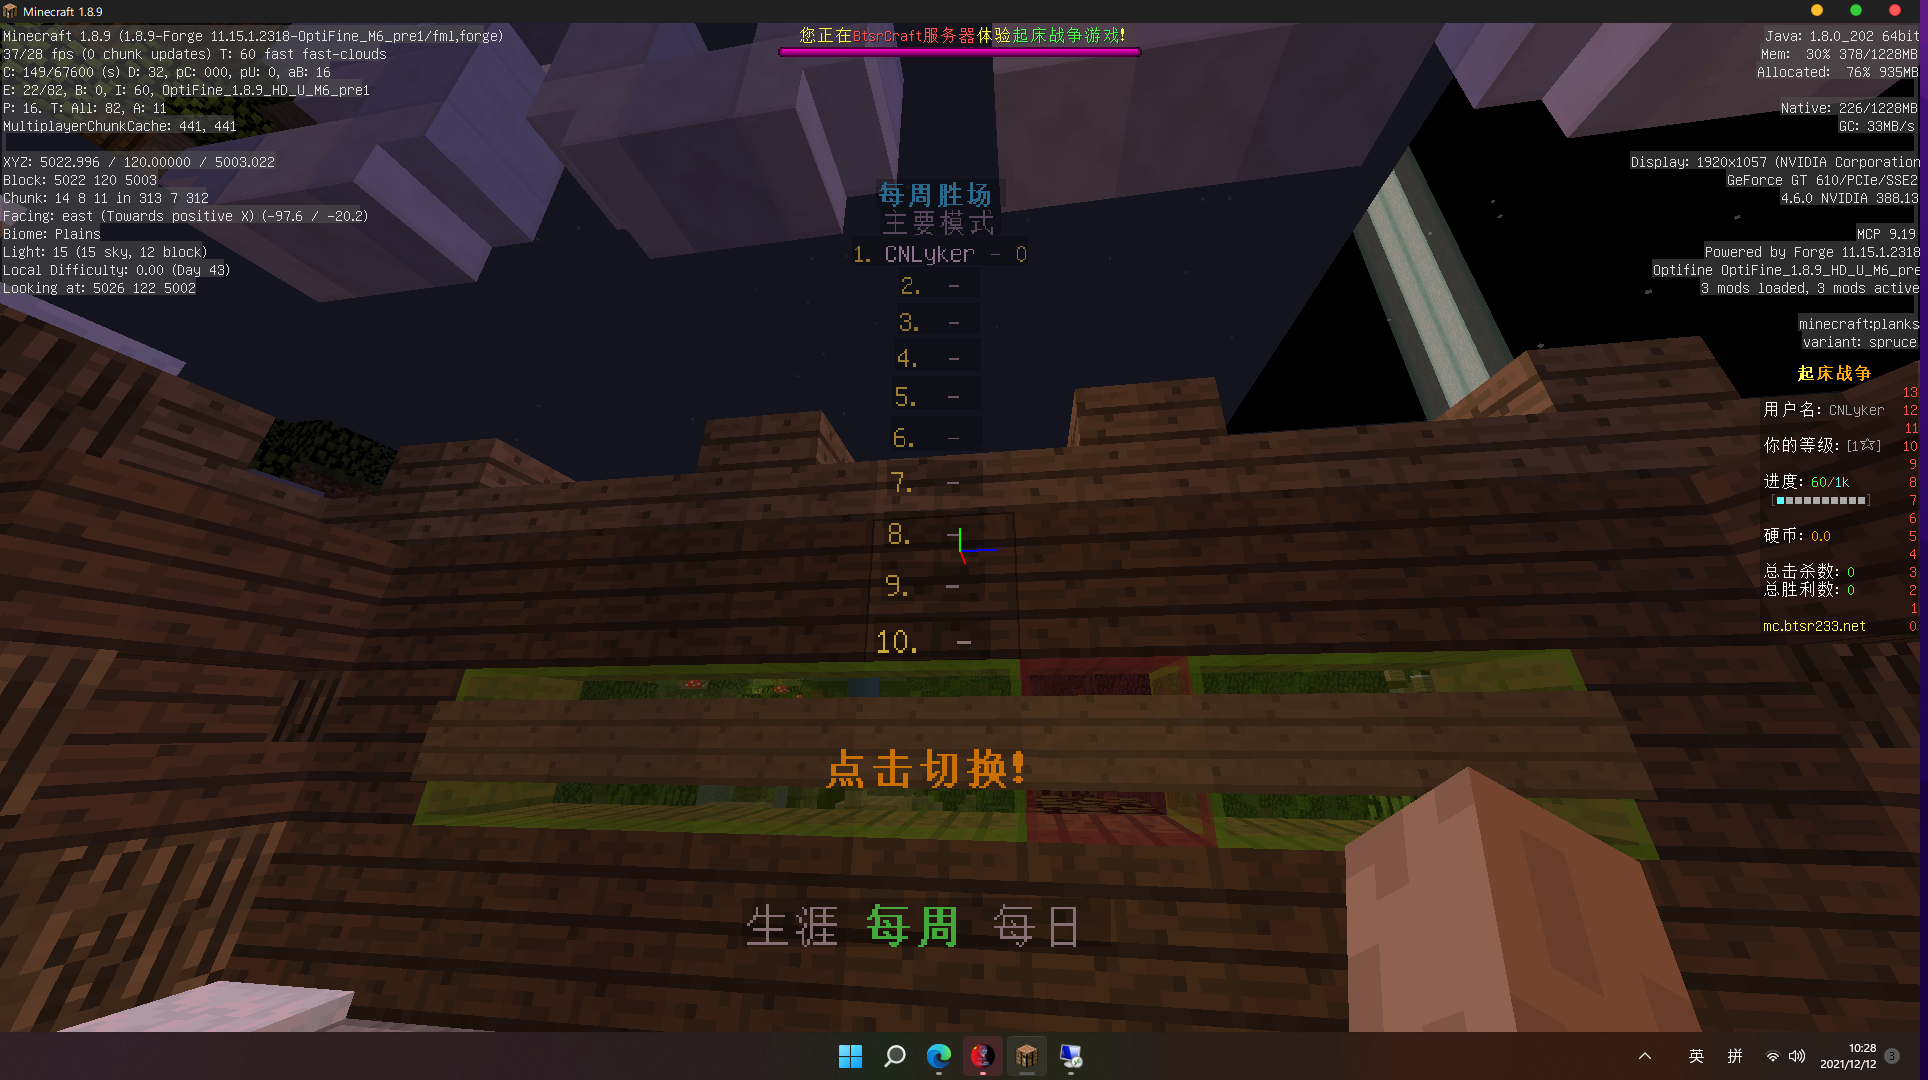 Minecraft 1.8.9
Minecraft 1.8.9 (1.8.9-Forge 11.15.1.2318-OptiFine_M6_pre1/fml,forge)
37/28 fps (0 chunk updates) T: 60 fast fast-clouds
C: 149/67600 (s) D: 32, pC: 000, pU: 0, aB: 16
E: 22/82, B: 0, I: 60, OptiFine_1.8.9_HD_U_M6_pre1
P: 16. T: All: 82, A: 11
MultiplayerChunkCache: 441, 441
XYZ: 5022.996 / 120.00000 / 5003.022
Block: 5022 120 5003
Chunk: 14 8 11 in 313 7 312
Facing: east (Towards positive X) (-97.6 / -20.2)
Biome: Plains
Light: 15 (15 sky, 12 block)
Local Difficulty: 0.00 (Day 43)
Looking at: 5026 122 5002
您正在BtsrCraft服务器体验起床战争游戏!
Java: 1.8.0_202 64bit
Mem: 30% 378/1228MB
Allocated: 76% 935MB
Native: 226/1228MB
GC: 33MB/s
Display: 1920x1057 (NVIDIA Corporation
GeForce GT 610/PCIe/SSE2
4.6.0 NVIDIA 388.13
MCP 9.19
Powered by Forge 11.15.1.2318
Optifine OptiFine_1.8.9_HD_U_M6_pre
3 mods loaded, 3 mods active
minecraft:planks
variant: spruce
每周胜场
主要模式
1. CNLyker - 0
2. -
3. -
4. -
5. -
6. -
7. -
8. -
9. -
10. -
点击切换!
生涯 每周 每日
起床战争
13
用户名: CNLyker 12
11
你的等级: [1☆] 10
9
进度: 60/1k 8
7
6
硬币: 0.0 5
4
总击杀数: 0 3
总胜利数: 0 2
1
mc.btsr233.net 0
英 拼
10:28
2021/12/12
3